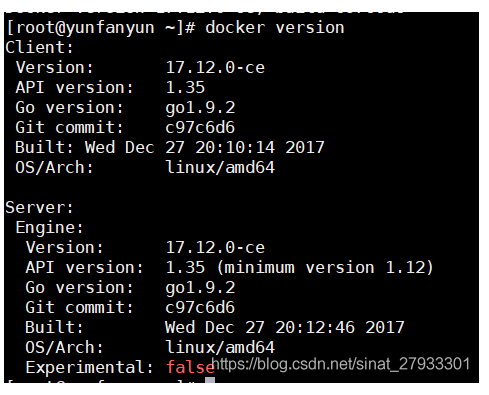 [root@yunfanyun ~]# docker version
Client:
 Version:       17.12.0-ce
 API version:   1.35
 Go version:    go1.9.2
 Git commit:    c97c6d6
 Built: Wed Dec 27 20:10:14 2017
 OS/Arch:       linux/amd64
Server:
 Engine:
  Version:      17.12.0-ce
  API version:  1.35 (minimum version 1.12)
  Go version:   go1.9.2
  Git commit:   c97c6d6
  Built:        Wed Dec 27 20:12:46 2017
  OS/Arch:      linux/amd64
  Experimental: false
https://blog.csdn.net/sinat_27933301